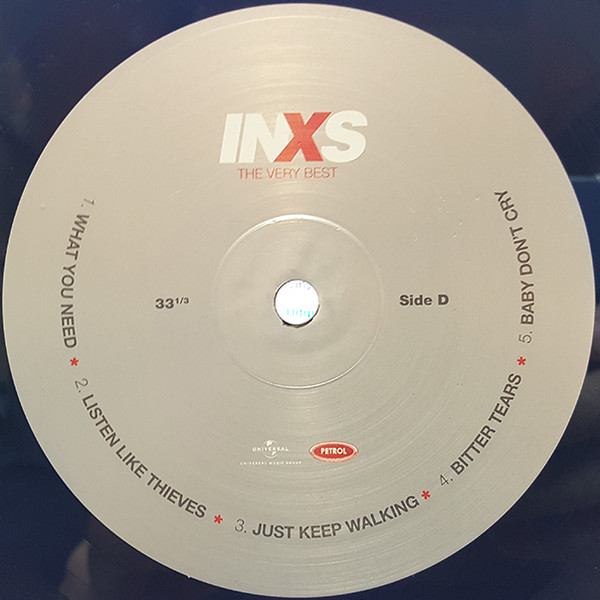 INXS
THE VERY BEST
33 1/3
Side D
1. WHAT YOU NEED * 2. LISTEN LIKE THIEVES * 3. JUST KEEP WALKING * 4. BITTER TEARS * 5. BABY DON'T CRY
UNIVERSAL
UNIVERSAL MUSIC GROUP
PETROL